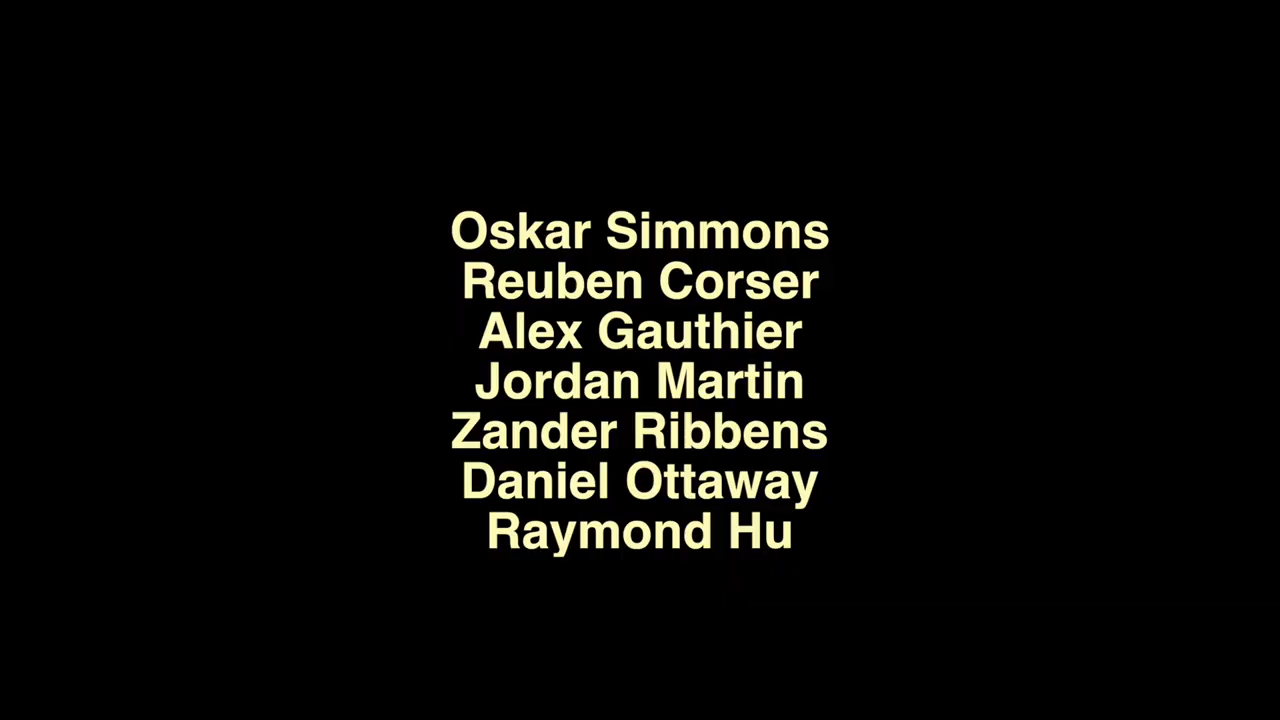 Oskar Simmons
Reuben Corser
Alex Gauthier
Jordan Martin
Zander Ribbens
Daniel Ottaway
Raymond Hu